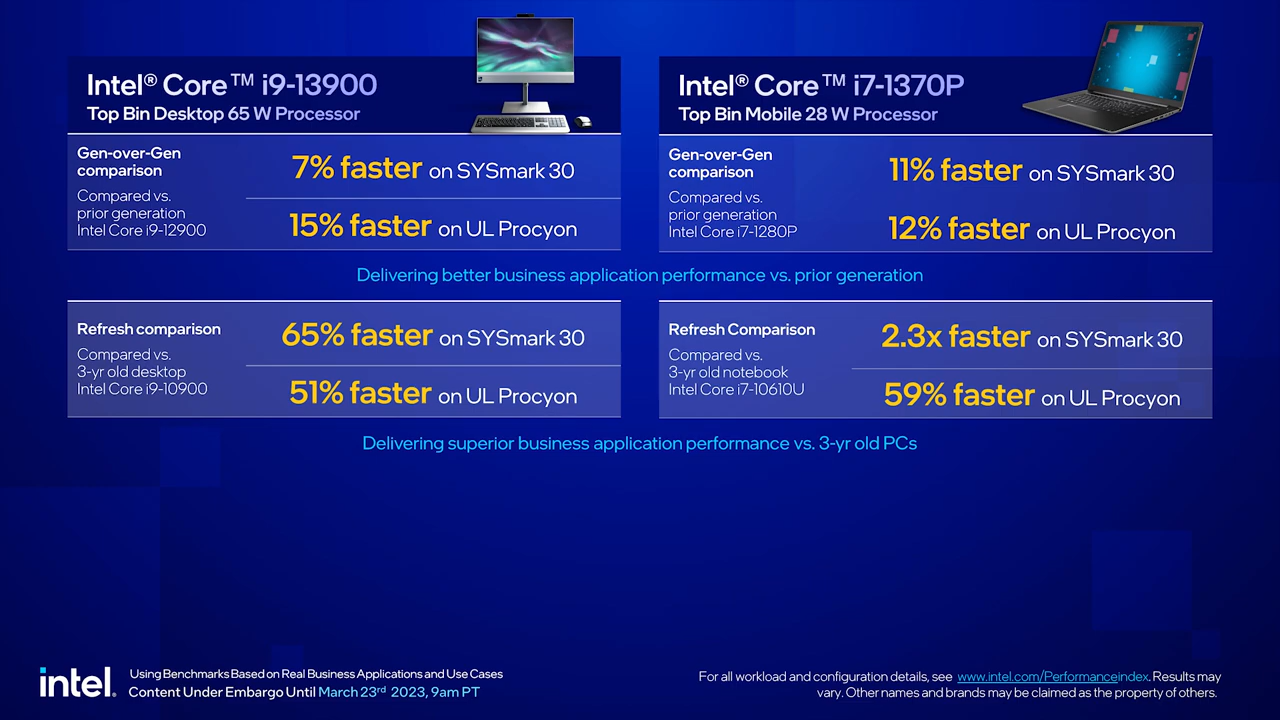 Intel® Core™ i9-13900
Top Bin Desktop 65 W Processor
Gen-over-Gen
comparison
Compared vs.
prior generation
Intel Core i9-12900
7% faster on SYSmark 30
15% faster on UL Procyon
Intel® Core™ i7-1370P
Top Bin Mobile 28 W Processor
Gen-over-Gen
comparison
Compared vs.
prior generation
Intel Core i7-1280P
11% faster on SYSmark 30
12% faster on UL Procyon
Delivering better business application performance vs. prior generation
Refresh comparison
Compared vs.
3-yr old desktop
Intel Core i9-10900
65% faster on SYSmark 30
51% faster on UL Procyon
Refresh Comparison
Compared vs.
3-yr old notebook
Intel Core i7-10610U
2.3x faster on SYSmark 30
59% faster on UL Procyon
Delivering superior business application performance vs. 3-yr old PCs
intel.
Using Benchmarks Based on Real Business Applications and Use Cases
Content Under Embargo Until March 23rd 2023, 9am PT
For all workload and configuration details, see www.intel.com/Performanceindex. Results may
vary. Other names and brands may be claimed as the property of others.